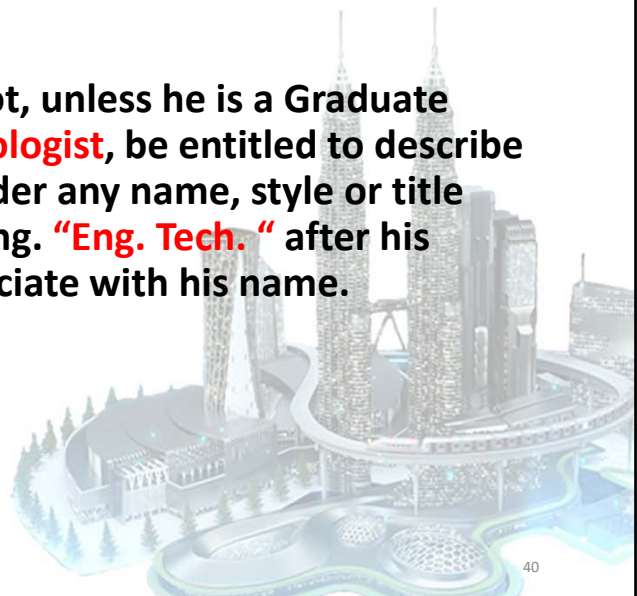 ot, unless he is a Graduate
ologist, be entitled to describe
der any name, style or title
ng. “Eng. Tech. “ after his
ciate with his name.
40